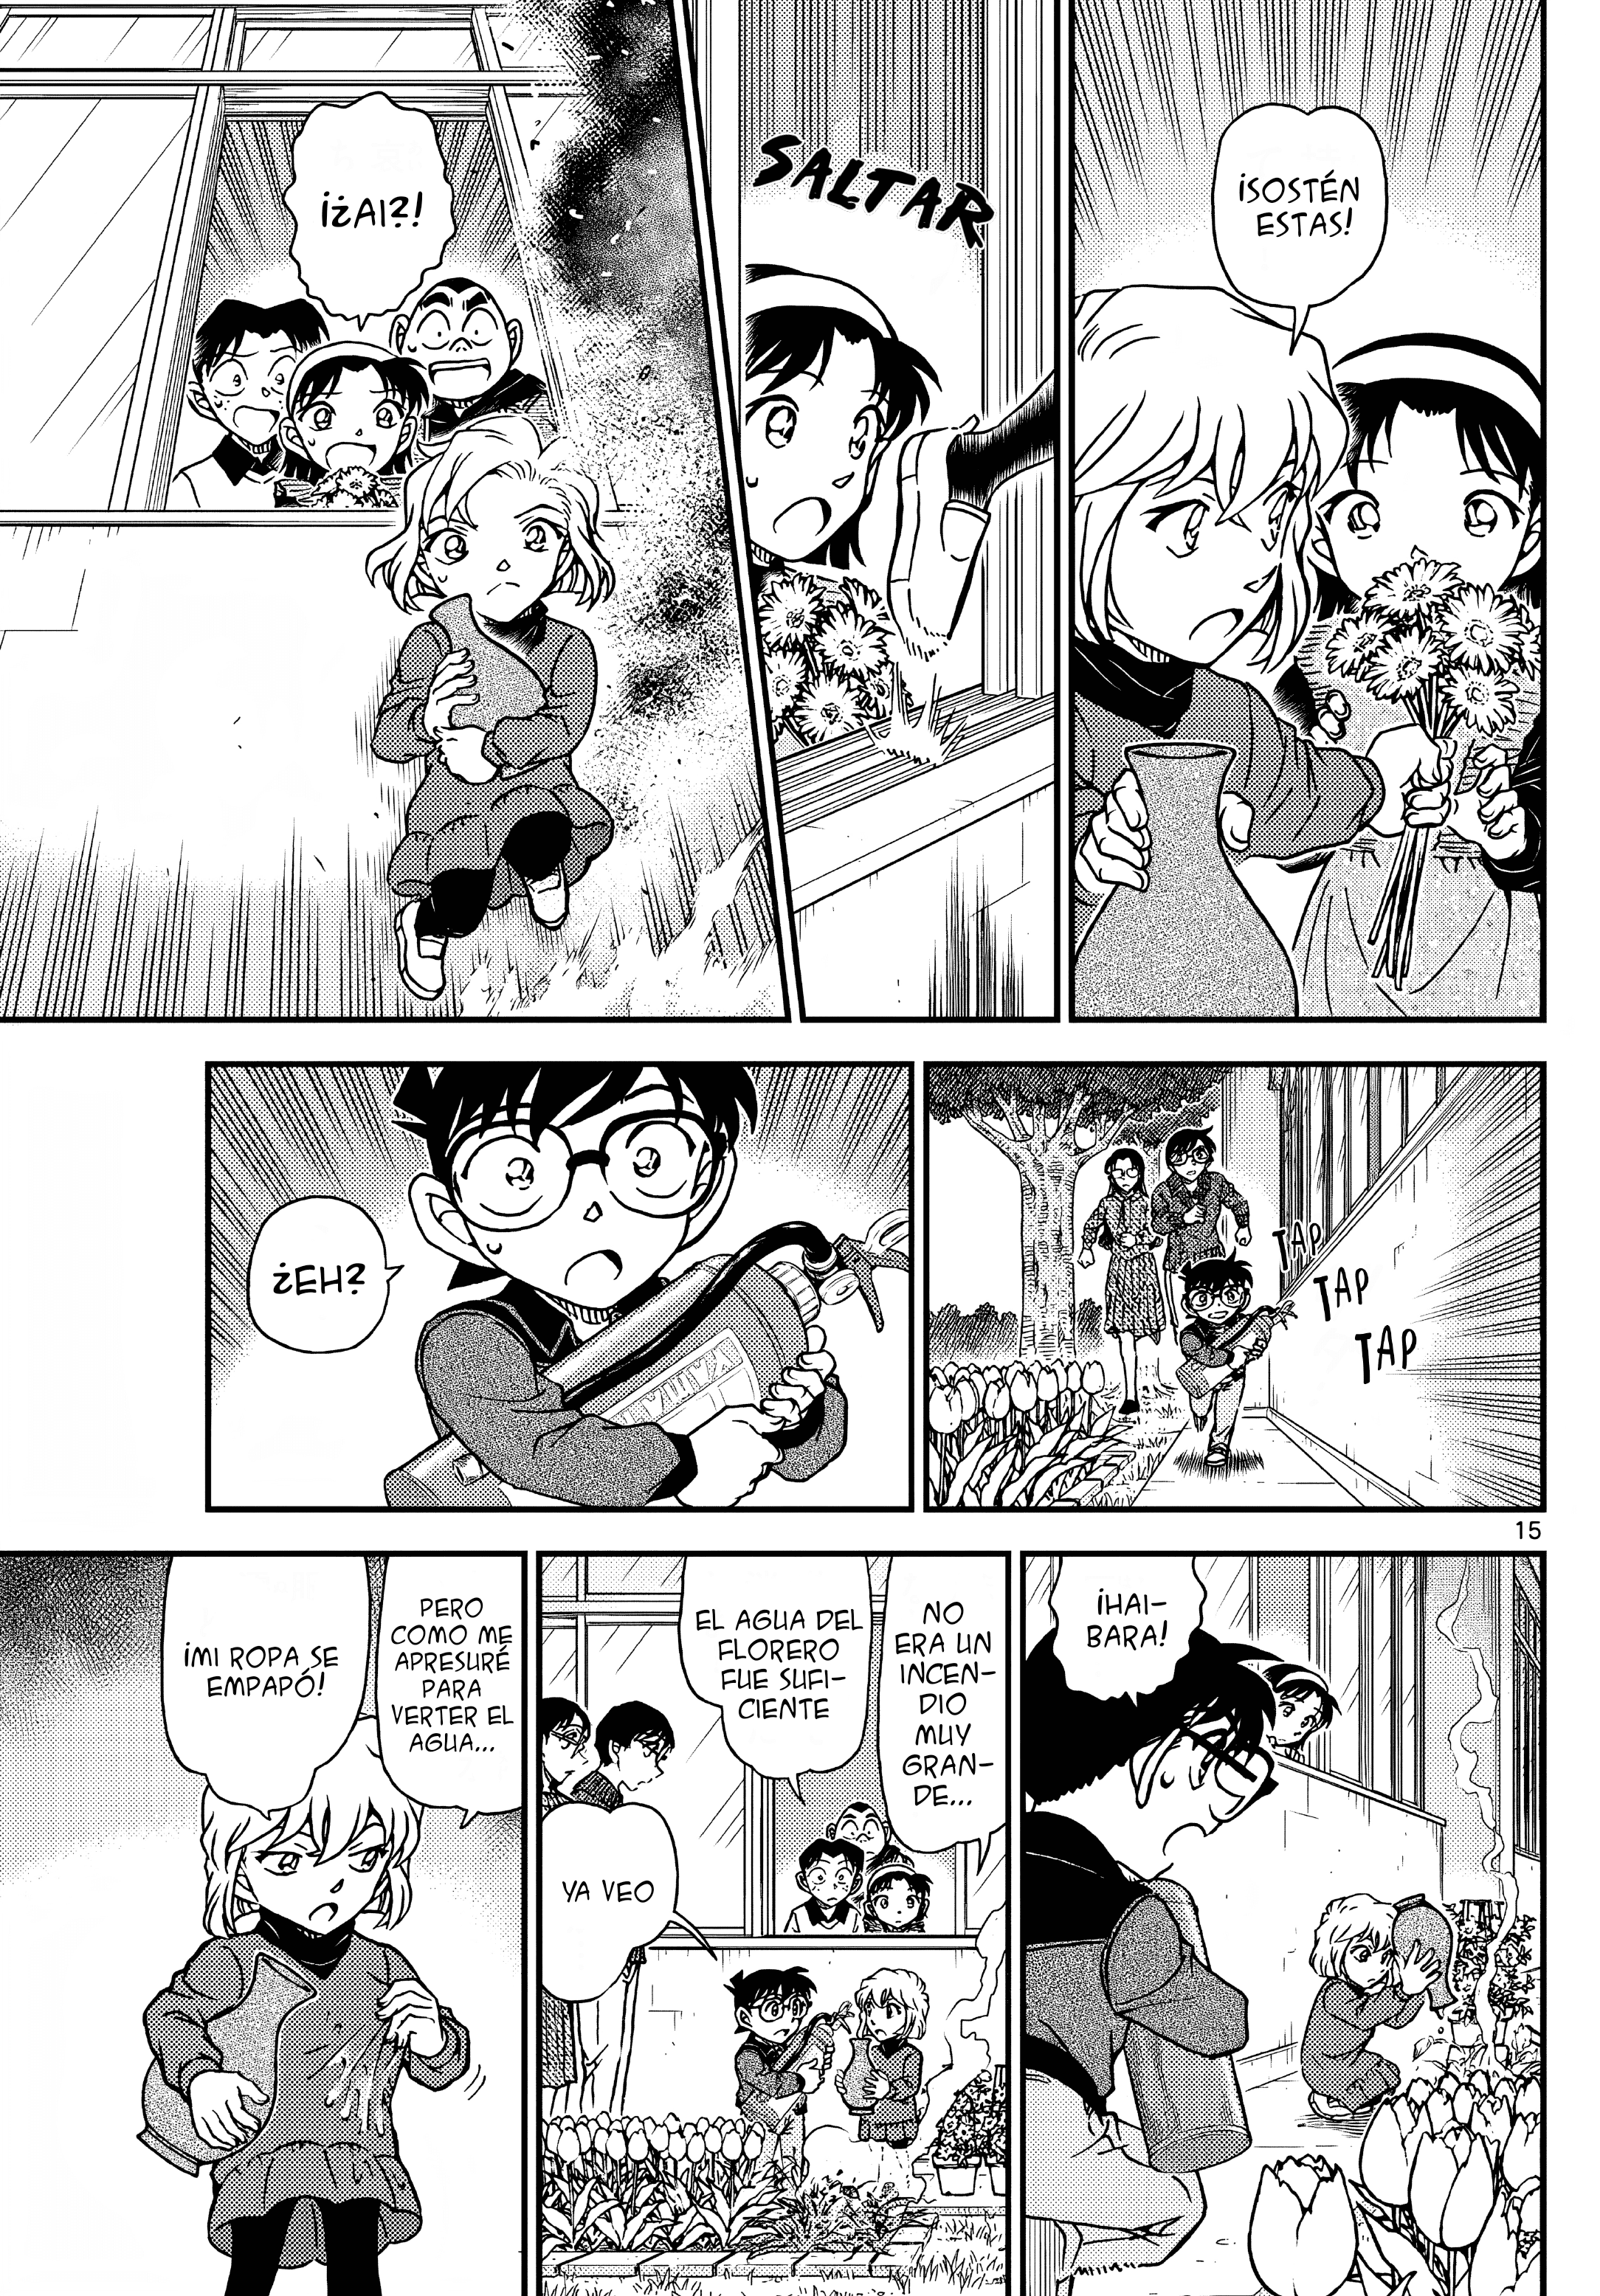 ¡SOSTÉN
ESTAS!
SALTAR
¡¿AI?!
TAP
TAP
TAP
¿EH?
15
¡HAI-
BARA!
NO
ERA UN
INCEN-
DIO
MUY
GRAN-
DE...
EL AGUA DEL
FLORERO
FUE SUFI-
CIENTE
YA VEO
PERO
COMO ME
APRESURÉ
PARA
VERTER EL
AGUA...
¡MI ROPA SE
EMPAPÓ!